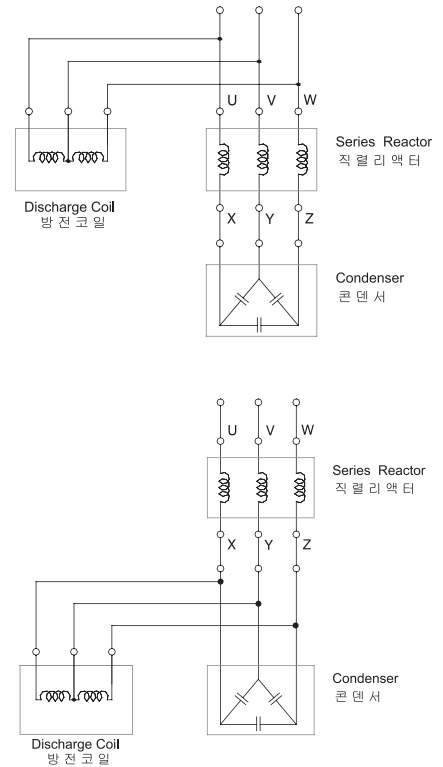 U V W
Series Reactor
직 렬 리 액 터
X Y Z
Discharge Coil
방 전 코 일
Condenser
콘 덴 서
U V W
Series Reactor
직 렬 리 액 터
X Y Z
Condenser
콘 덴 서
Discharge Coil
방 전 코 일